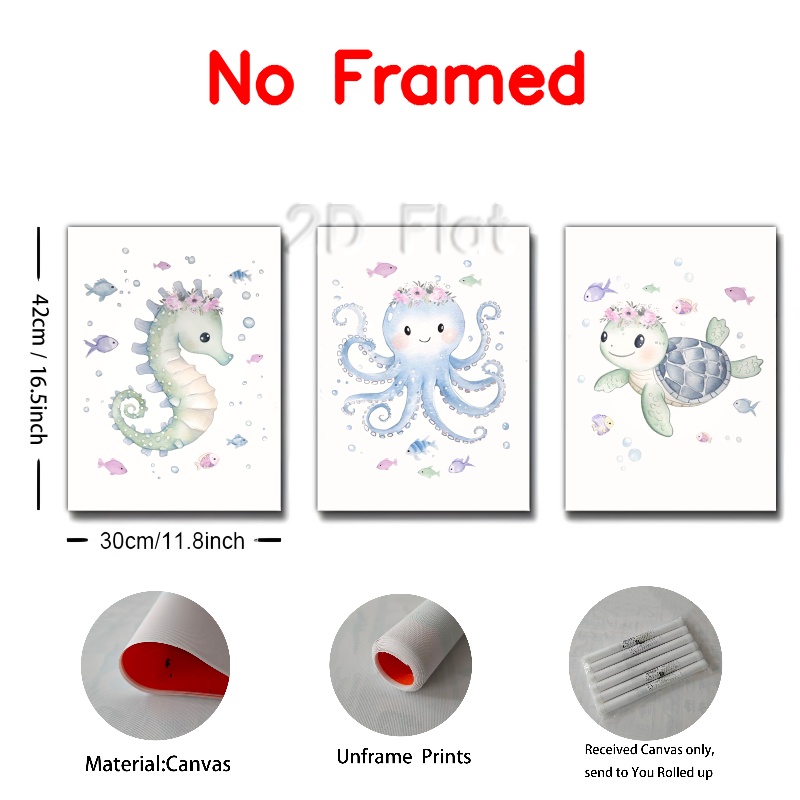 No Framed
2D Flat
42cm / 16.5inch
30cm/11.8inch
Material:Canvas
Unframe Prints
Received Canvas only,
send to You Rolled up